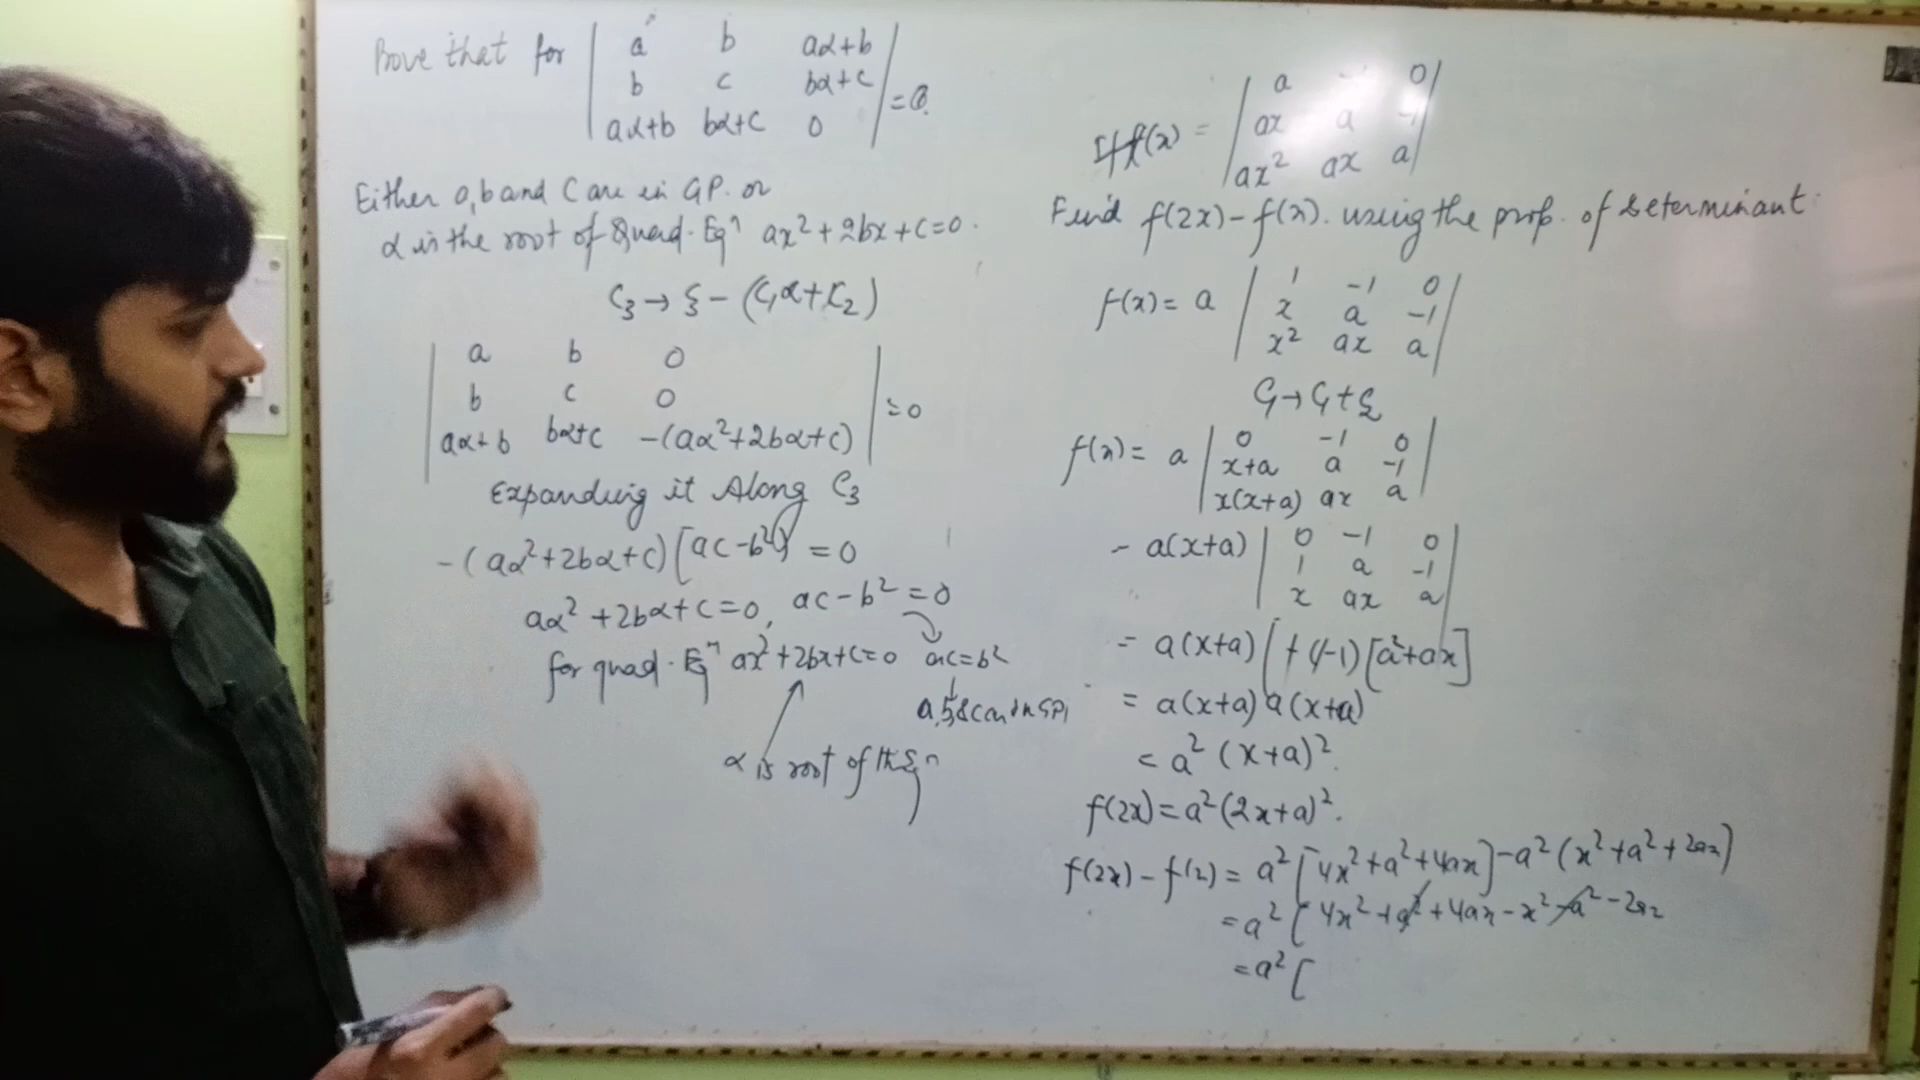 Prove that for | a b aα+b |
| b c bα+c | = 0.
| aα+b bα+c 0 |
Either a, b and C are in GP. or
α is the root of Quad. Eqn ax² + 2bx + c = 0.
C₃ → C₃ - (C₁α + C₂)
| a b 0 |
| b c 0 | = 0
| aα+b bα+c -(aα²+2bα+c) |
Expanding it Along C₃
-(aα²+2bα+c) [ac-b²] = 0
aα² + 2bα + c = 0, ac - b² = 0
for quad. Eqn ax² + 2bx + c = 0 ac = b²
a, b & c are in GP,
α is root of
If f(x) = | a -1 0 |
| ax a -1 |
| ax² ax a |
Find f(2x) - f(x). using the prop. of determinant.
f(x) = a | 1 -1 0 |
| x a -1 |
| x² ax a |
C₁ → C₁ + C₂
f(x) = a | 0 -1 0 |
| x+a a -1 |
| x(x+a) ax a |
- a(x+a) | 0 -1 0 |
| 1 a -1 |
| x ax a |
= a(x+a) [+(-1) [a²+ax]
= a(x+a) a(x+a)
= a² (x+a)².
f(2x) = a² (2x+a)².
f(2x) - f(2) = a² [4x² + a² + 4ax] - a² (x² + a² + 2ax)
= a² [4x² + a² + 4ax - x² - a² - 2ax
= a² [